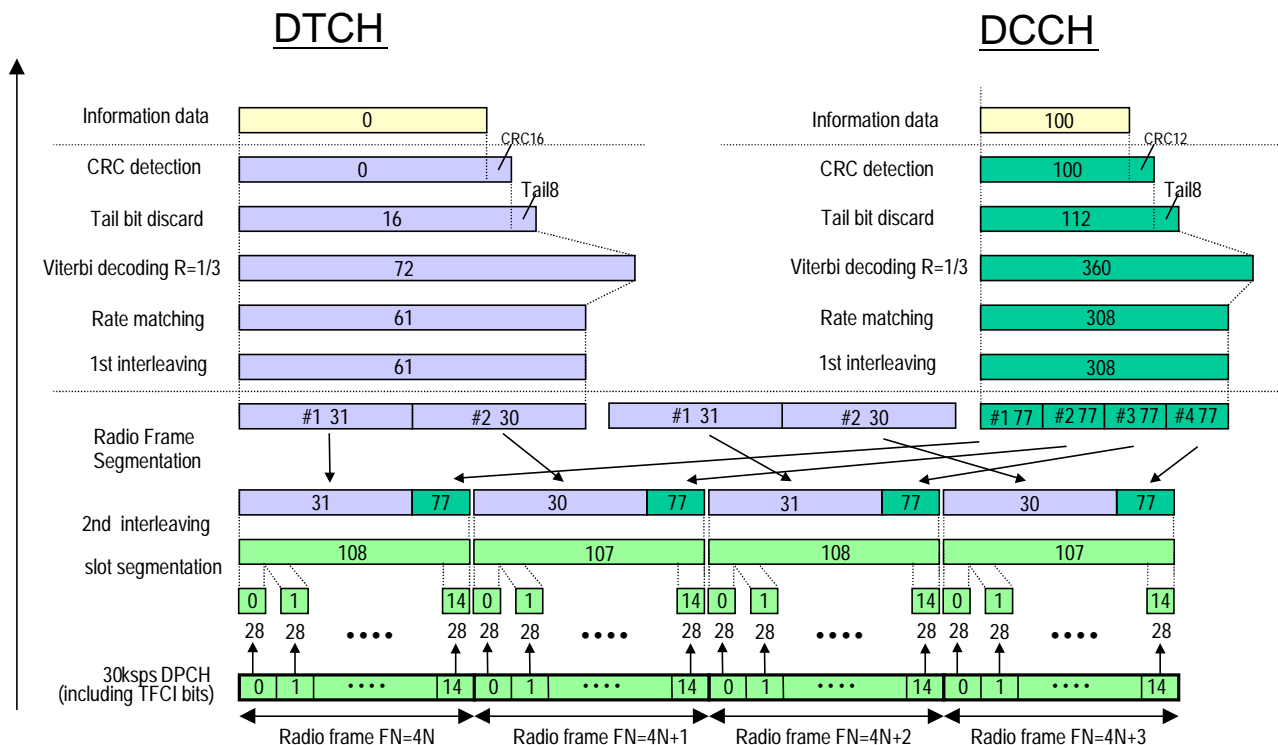 DTCH DCCH
Information data 0 Information data 100
CRC16 CRC12
CRC detection 0 CRC detection 100
Tail8 Tail8
Tail bit discard 16 Tail bit discard 112
Viterbi decoding R=1/3 72 Viterbi decoding R=1/3 360
Rate matching 61 Rate matching 308
1st interleaving 61 1st interleaving 308
#1 31 #2 30 #1 31 #2 30 #1 77 #2 77 #3 77 #4 77
Radio Frame
Segmentation
31 77 30 77 31 77 30 77
2nd interleaving
108 107 108 107
slot segmentation
0 1 14 0 1 14 0 1 14 0 1 14
28 28 •••• 28 28 28 •••• 28 28 28 •••• 28 28 28 •••• 28
30ksps DPCH
(including TFCI bits)
0 1 •••• 14 0 1 •••• 14 0 1 •••• 14 0 1 •••• 14
Radio frame FN=4N Radio frame FN=4N+1 Radio frame FN=4N+2 Radio frame FN=4N+3